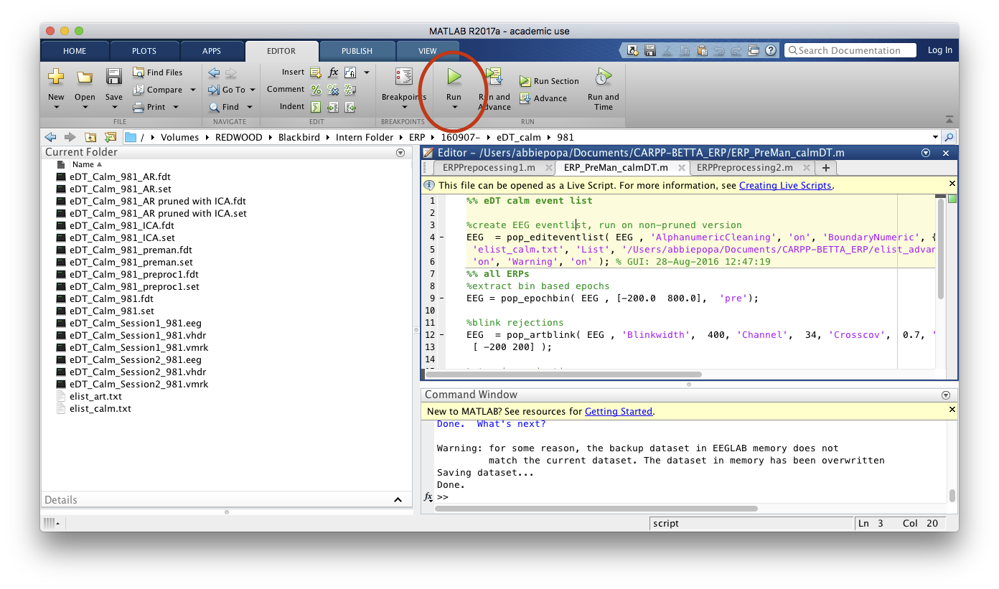 MATLAB R2017a - academic use
HOME PLOTS APPS EDITOR PUBLISH VIEW Search Documentation Log In
New Open Save Find Files Compare Print
FILE
Go To Find
NAVIGATE
Insert fx
Comment
Indent
EDIT
Breakpoints
BREAKPOINTS
Run Run and Advance Run Section Advance Run and Time
RUN
/ Volumes REDWOOD Blackbird Intern Folder ERP 160907- eDT_calm 981
Current Folder
Name
eDT_Calm_981_AR.fdt
eDT_Calm_981_AR.set
eDT_Calm_981_AR pruned with ICA.fdt
eDT_Calm_981_AR pruned with ICA.set
eDT_Calm_981_ICA.fdt
eDT_Calm_981_ICA.set
eDT_Calm_981_preman.fdt
eDT_Calm_981_preman.set
eDT_Calm_981_preproc1.fdt
eDT_Calm_981_preproc1.set
eDT_Calm_981.fdt
eDT_Calm_981.set
eDT_Calm_Session1_981.eeg
eDT_Calm_Session1_981.vhdr
eDT_Calm_Session1_981.vmrk
eDT_Calm_Session2_981.eeg
eDT_Calm_Session2_981.vhdr
eDT_Calm_Session2_981.vmrk
elist_art.txt
elist_calm.txt
Details
Editor - /Users/abbiepopa/Documents/CARPP-BETTA_ERP/ERP_PreMan_calmDT.m
ERPPrepocessing1.m ERP_PreMan_calmDT.m ERPPreprocessing2.m
This file can be opened as a Live Script. For more information, see Creating Live Scripts.
1 %% eDT calm event list
2
3 %create EEG eventlist, run on non-pruned version
4 - EEG  = pop_editeventlist( EEG , 'AlphanumericCleaning', 'on', 'BoundaryNumeric', {
5 'elist_calm.txt', 'List', '/Users/abbiepopa/Documents/CARPP-BETTA_ERP/elist_advan
6 'on', 'Warning', 'on' ); % GUI: 28-Aug-2016 12:47:19
7 %% all ERPs
8 %extract bin based epochs
9 - EEG = pop_epochbin( EEG , [-200.0  800.0],  'pre');
10
11 %blink rejections
12 - EEG  = pop_artblink( EEG , 'Blinkwidth',  400, 'Channel',  34, 'Crosscov',  0.7, '
13 [ -200 200] );
14
Command Window
New to MATLAB? See resources for Getting Started.
Done.  What's next?
Warning: for some reason, the backup dataset in EEGLAB memory does not
match the current dataset. The dataset in memory has been overwritten
Saving dataset...
Done.
fx >>
script Ln 3 Col 20